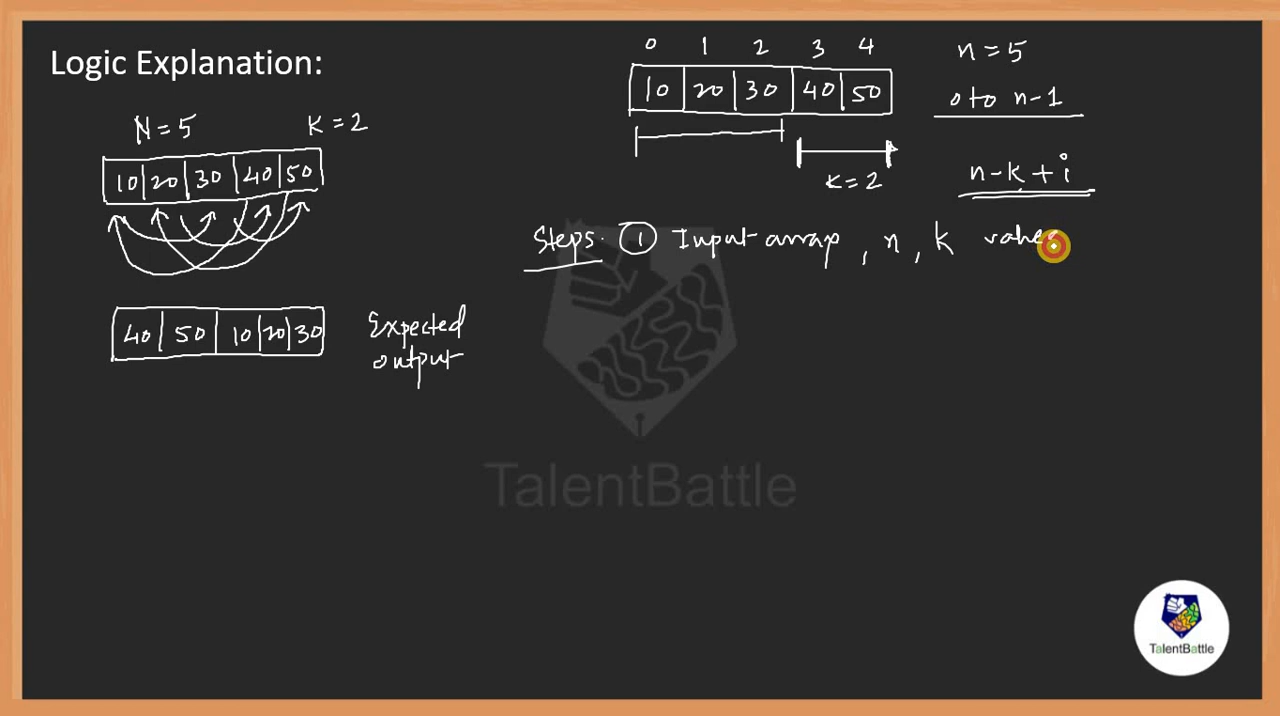 Logic Explanation:
N = 5 K = 2
10 20 30 40 50
40 50 10 20 30
Expected
output
0 1 2 3 4
10 20 30 40 50
K = 2
n = 5
0 to n-1
n-k+i
Steps. 1 Input array, n, k
TalentBattle
TalentBattle